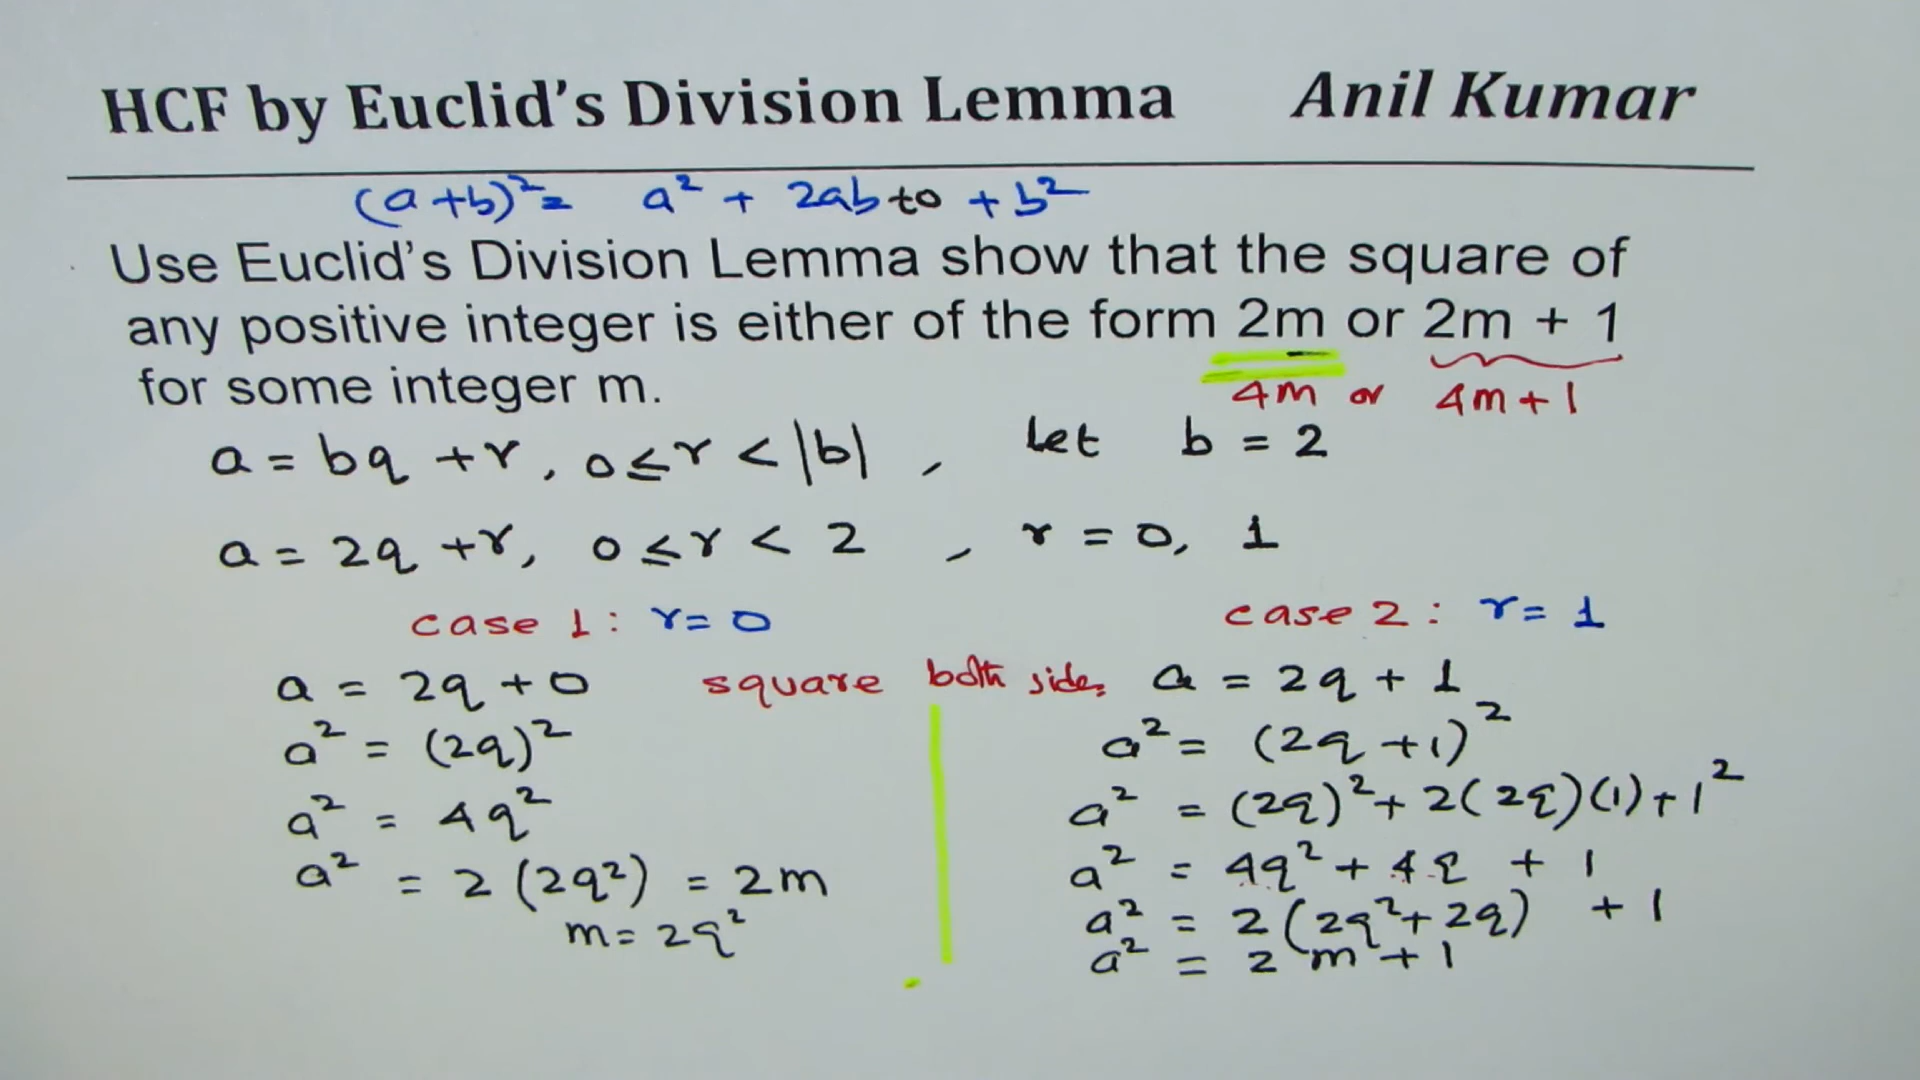 HCF by Euclid's Division Lemma Anil Kumar
(a+b)² = a² + 2ab to + b²
Use Euclid's Division Lemma show that the square of
any positive integer is either of the form 2m or 2m + 1
for some integer m. 4m or 4m+1
a = bq + r, 0 ≤ r < |b| , Let b = 2
a = 2q + r, 0 ≤ r < 2 , r = 0, 1
case 1: r = 0 case 2: r = 1
a = 2q + 0 square both sides a = 2q + 1
a² = (2q)² a² = (2q + 1)²
a² = 4q² a² = (2q)² + 2(2q)(1) + 1²
a² = 2(2q²) = 2m a² = 4q² + 4q + 1
m = 2q² a² = 2(2q² + 2q) + 1
a² = 2m + 1